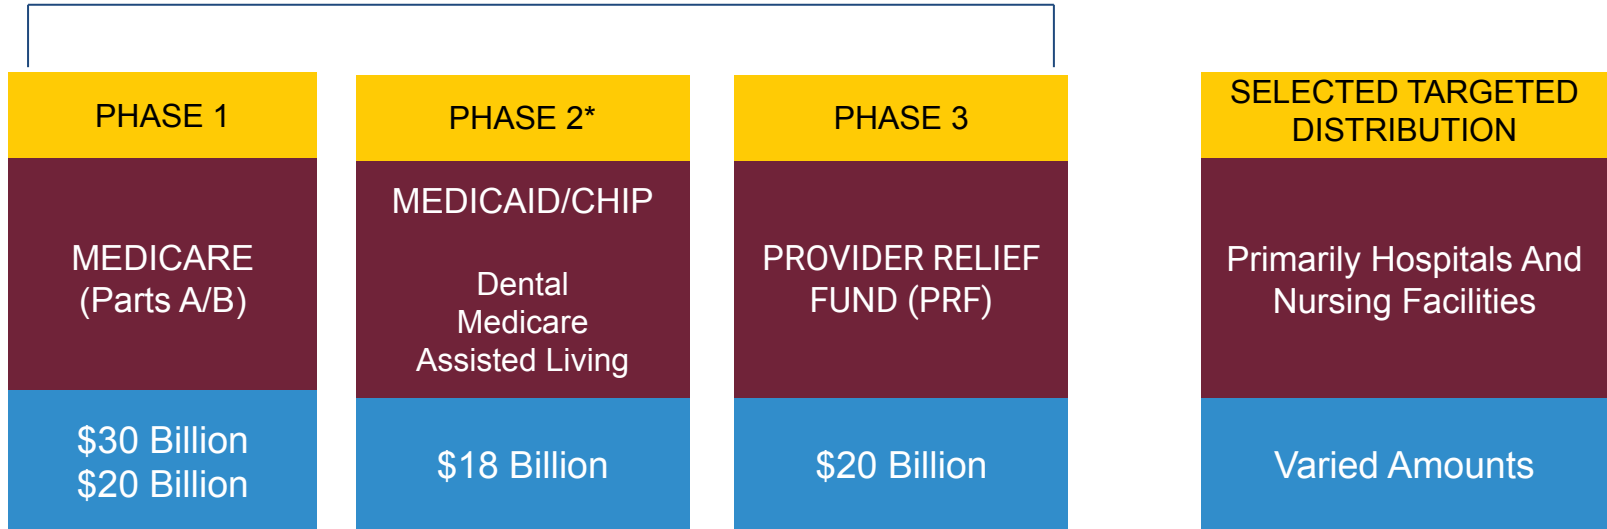 PHASE 1
MEDICARE
(Parts A/B)
$30 Billion
$20 Billion
PHASE 2*
MEDICAID/CHIP
Dental
Medicare
Assisted Living
$18 Billion
PHASE 3
PROVIDER RELIEF
FUND (PRF)
$20 Billion
SELECTED TARGETED
DISTRIBUTION
Primarily Hospitals And
Nursing Facilities
Varied Amounts